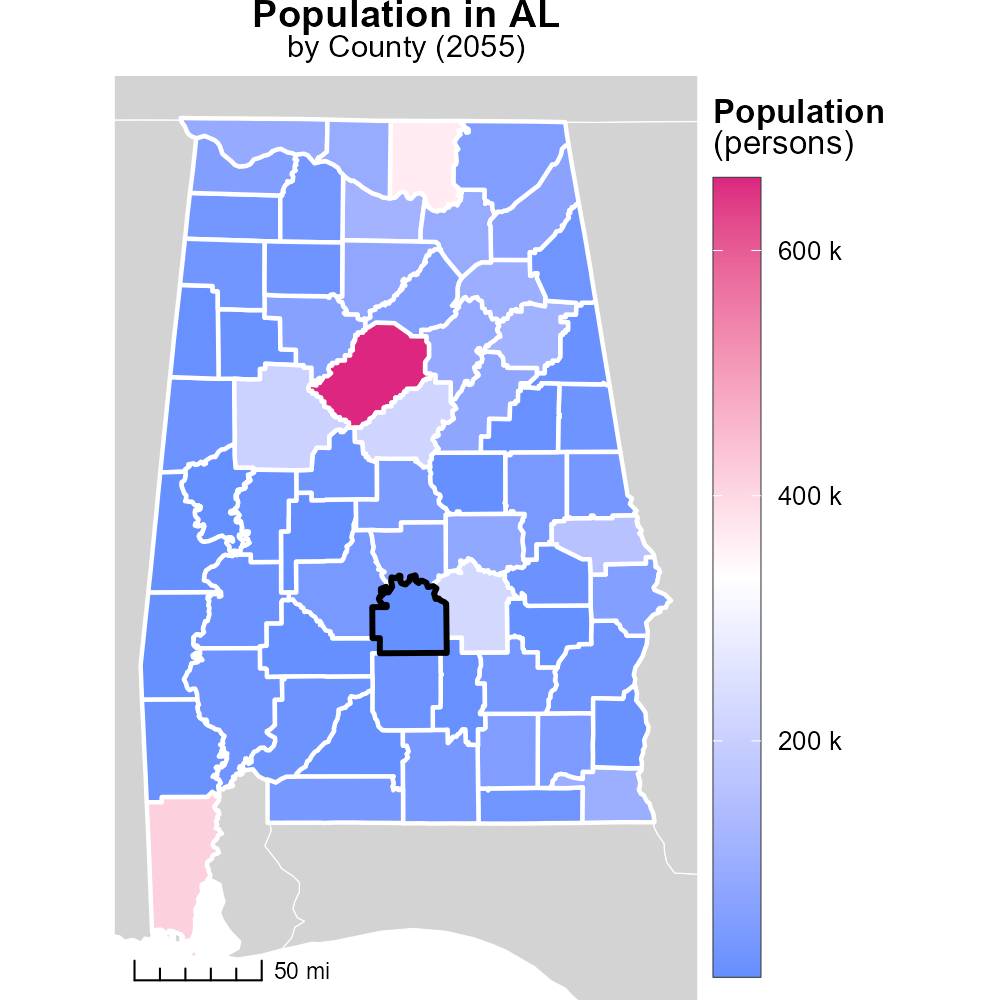 Population in AL
by County (2055)
Population
(persons)
600 k
400 k
200 k
50 mi